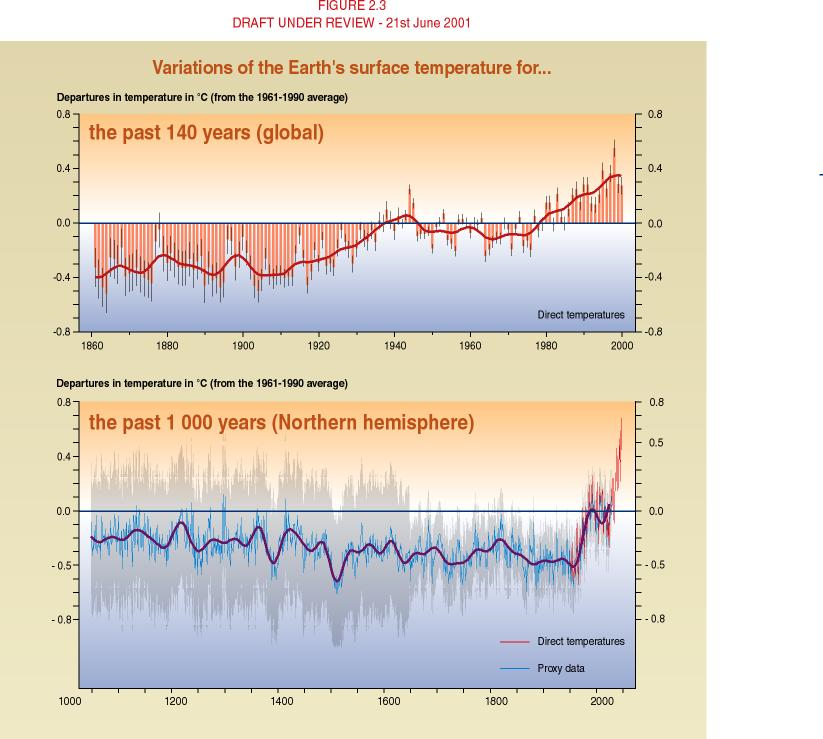 FIGURE 2.3
DRAFT UNDER REVIEW - 21st June 2001
Variations of the Earth's surface temperature for...
Departures in temperature in °C (from the 1961-1990 average)
the past 140 years (global)
0.8 0.8
0.4 0.4
0.0 0.0
-0.4 -0.4
-0.8 -0.8
Direct temperatures
1860 1880 1900 1920 1940 1960 1980 2000
Departures in temperature in °C (from the 1961-1990 average)
the past 1 000 years (Northern hemisphere)
0.8 0.8
0.4 0.5
0.0 0.0
- 0.5 - 0.5
- 0.8 - 0.8
Direct temperatures
Proxy data
1000 1200 1400 1600 1800 2000